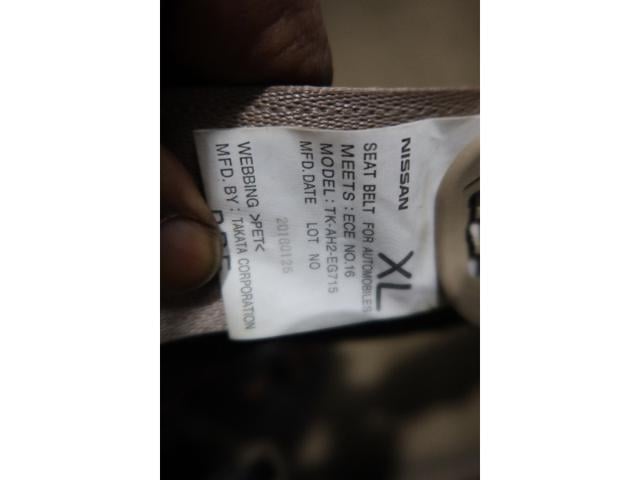 NISSAN
XL
SEAT BELT FOR AUTOMOBILES
MEETS : ECE NO.16
MODEL : TK-AH2-EG715
MFD.DATE LOT NO
20160126
WEBBING >PET<
MFD. BY : TAKATA CORPORATION